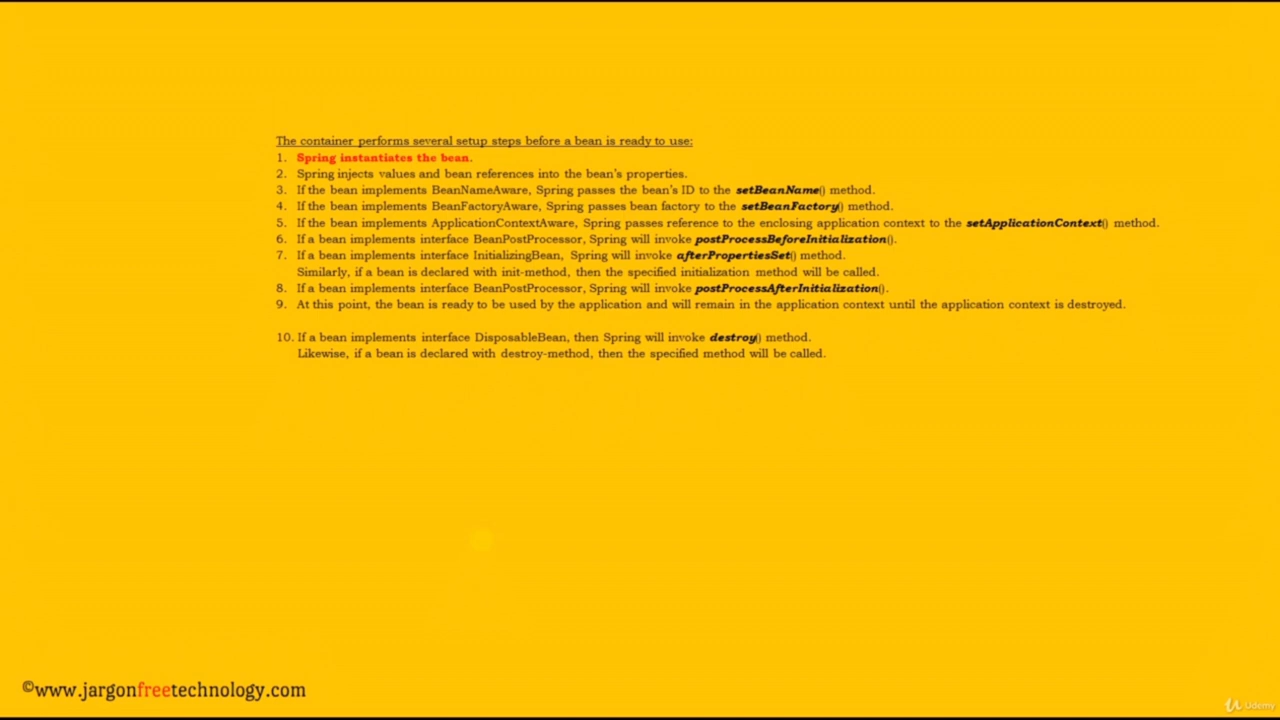 The container performs several setup steps before a bean is ready to use:
1. Spring instantiates the bean.
2. Spring injects values and bean references into the bean's properties.
3. If the bean implements BeanNameAware, Spring passes the bean's ID to the setBeanName() method.
4. If the bean implements BeanFactoryAware, Spring passes bean factory to the setBeanFactory() method.
5. If the bean implements ApplicationContextAware, Spring passes reference to the enclosing application context to the setApplicationContext() method.
6. If a bean implements interface BeanPostProcessor, Spring will invoke postProcessBeforeInitialization().
7. If a bean implements interface InitializingBean, Spring will invoke afterPropertiesSet() method.
Similarly, if a bean is declared with init-method, then the specified initialization method will be called.
8. If a bean implements interface BeanPostProcessor, Spring will invoke postProcessAfterInitialization().
9. At this point, the bean is ready to be used by the application and will remain in the application context until the application context is destroyed.
10. If a bean implements interface DisposableBean, then Spring will invoke destroy() method.
Likewise, if a bean is declared with destroy-method, then the specified method will be called.
©www.jargonfreetechnology.com
Udemy